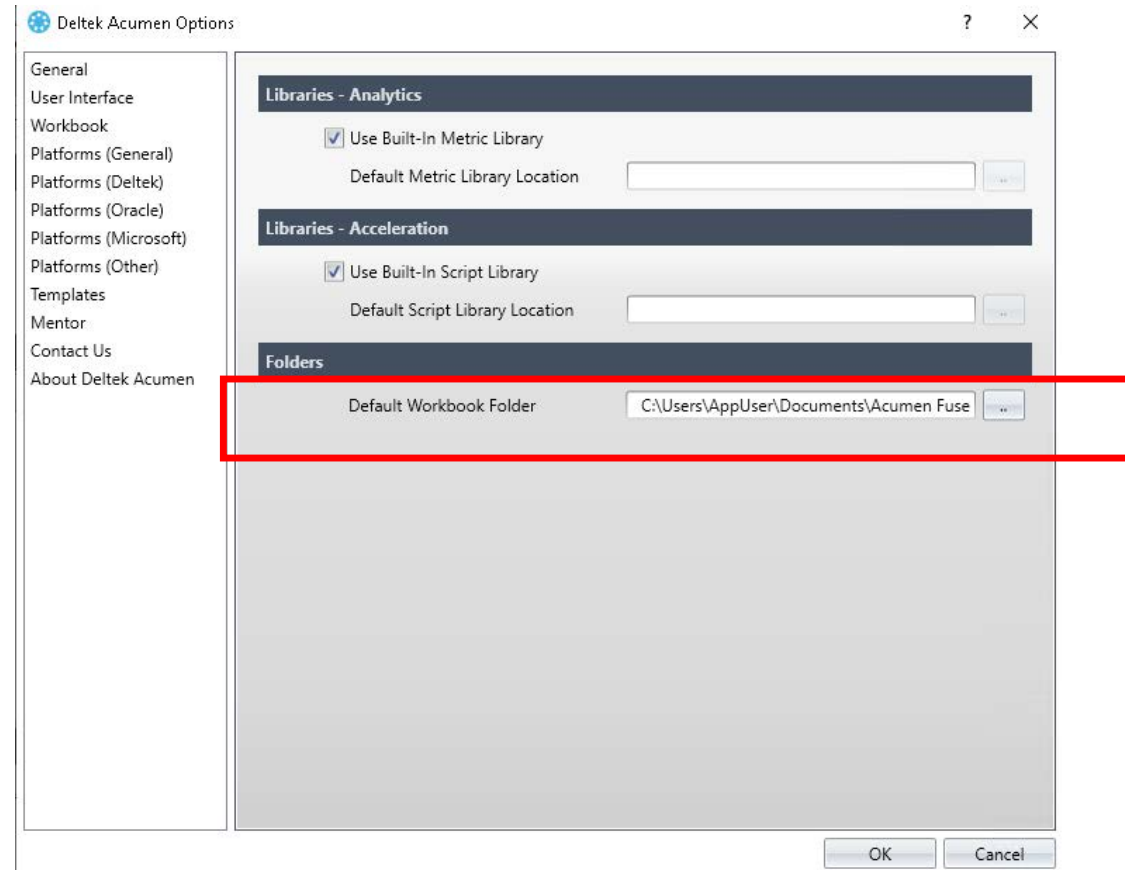 Deltek Acumen Options
?
General
User Interface
Workbook
Platforms (General)
Platforms (Deltek)
Platforms (Oracle)
Platforms (Microsoft)
Platforms (Other)
Templates
Mentor
Contact Us
About Deltek Acumen
Libraries - Analytics
Use Built-In Metric Library
Default Metric Library Location
..
Libraries - Acceleration
Use Built-In Script Library
Default Script Library Location
..
Folders
Default Workbook Folder
C:\Users\AppUser\Documents\Acumen Fuse
..
OK
Cancel